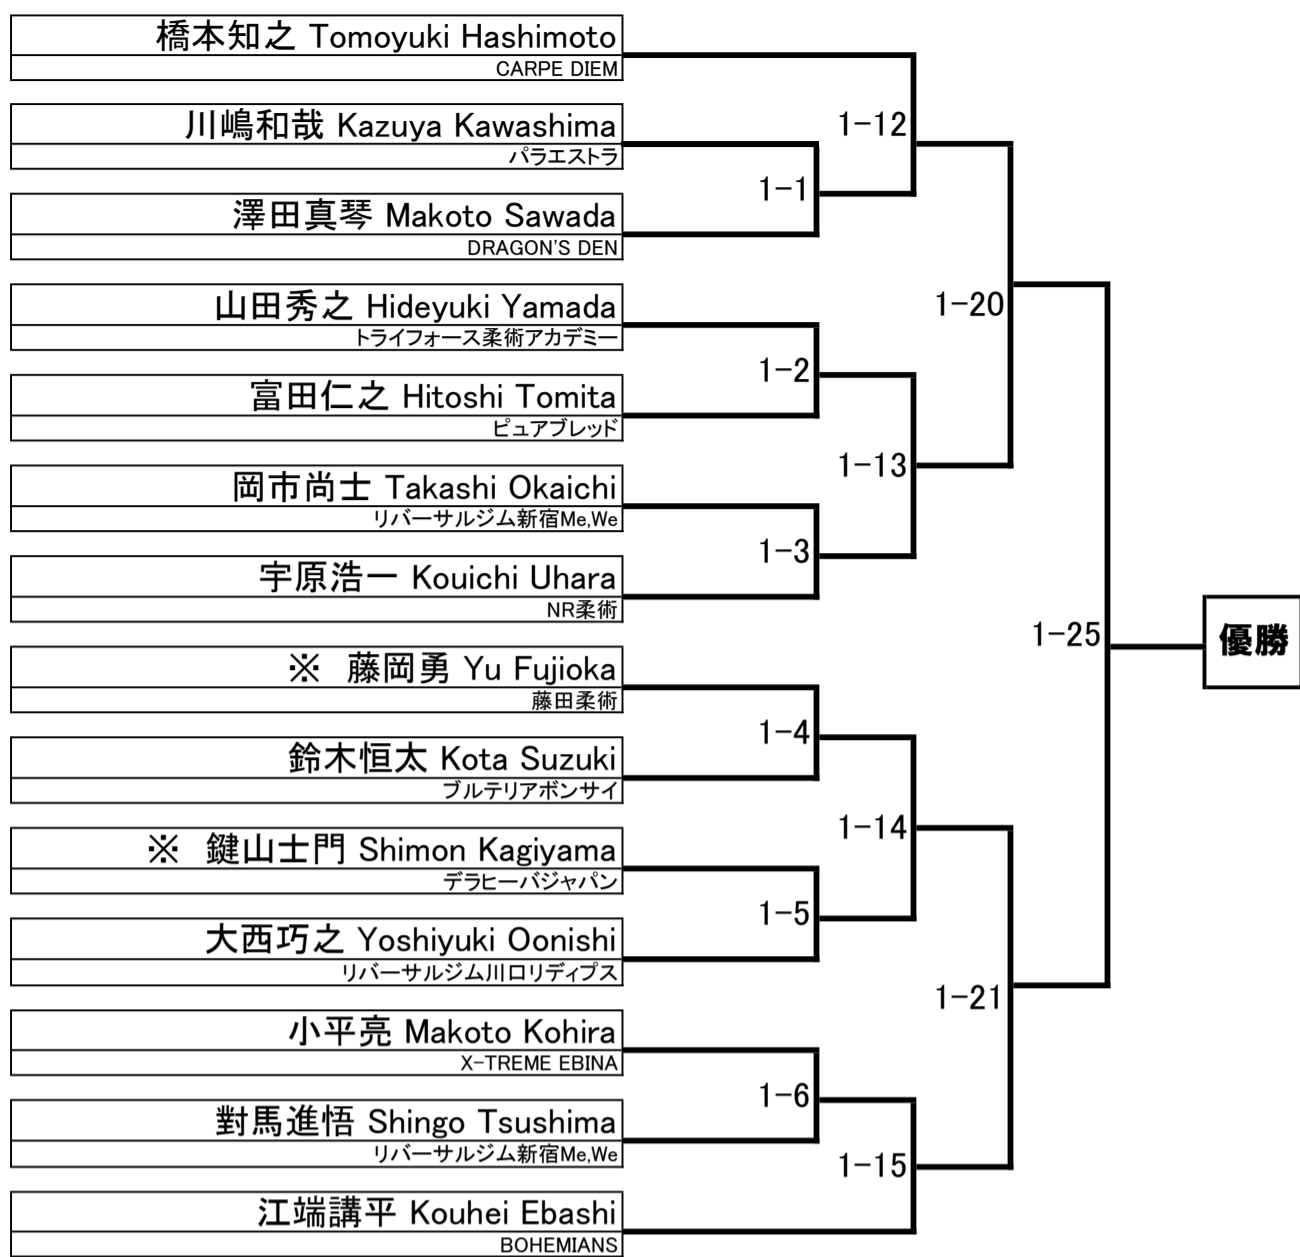 橋本知之 Tomoyuki Hashimoto
CARPE DIEM
川嶋和哉 Kazuya Kawashima
パラエストラ
澤田真琴 Makoto Sawada
DRAGON'S DEN
山田秀之 Hideyuki Yamada
トライフォース柔術アカデミー
富田仁之 Hitoshi Tomita
ピュアブレッド
岡市尚士 Takashi Okaichi
リバーサルジム新宿Me,We
宇原浩一 Kouichi Uhara
NR柔術
※ 藤岡勇 Yu Fujioka
藤田柔術
鈴木恒太 Kota Suzuki
ブルテリアボンサイ
※ 鍵山士門 Shimon Kagiyama
デラヒーバジャパン
大西巧之 Yoshiyuki Oonishi
リバーサルジム川口リディプス
小平亮 Makoto Kohira
X-TREME EBINA
對馬進悟 Shingo Tsushima
リバーサルジム新宿Me,We
江端講平 Kouhei Ebashi
BOHEMIANS
1-1
1-2
1-3
1-4
1-5
1-6
1-12
1-13
1-14
1-15
1-20
1-21
1-25
優勝